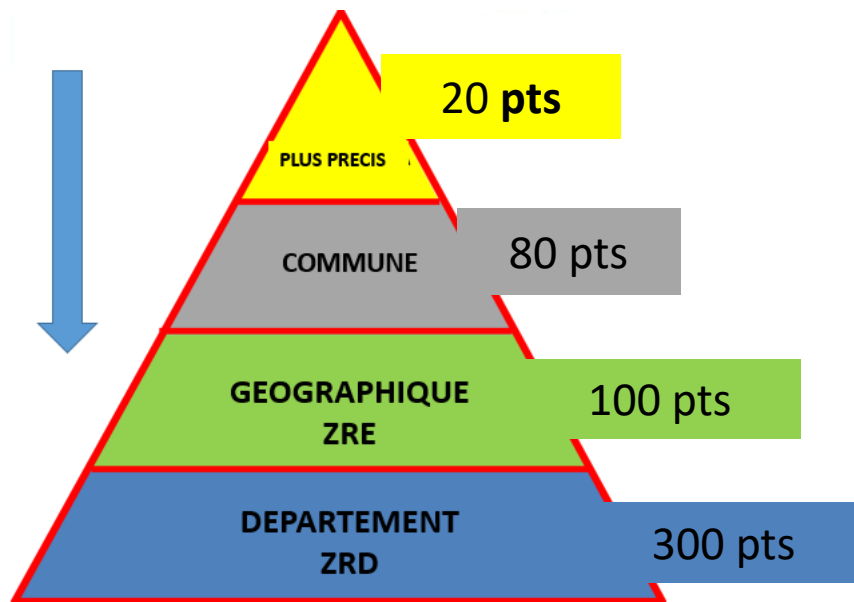 20 pts
PLUS PRECIS
COMMUNE
80 pts
GEOGRAPHIQUE
ZRE
100 pts
DEPARTEMENT
ZRD
300 pts